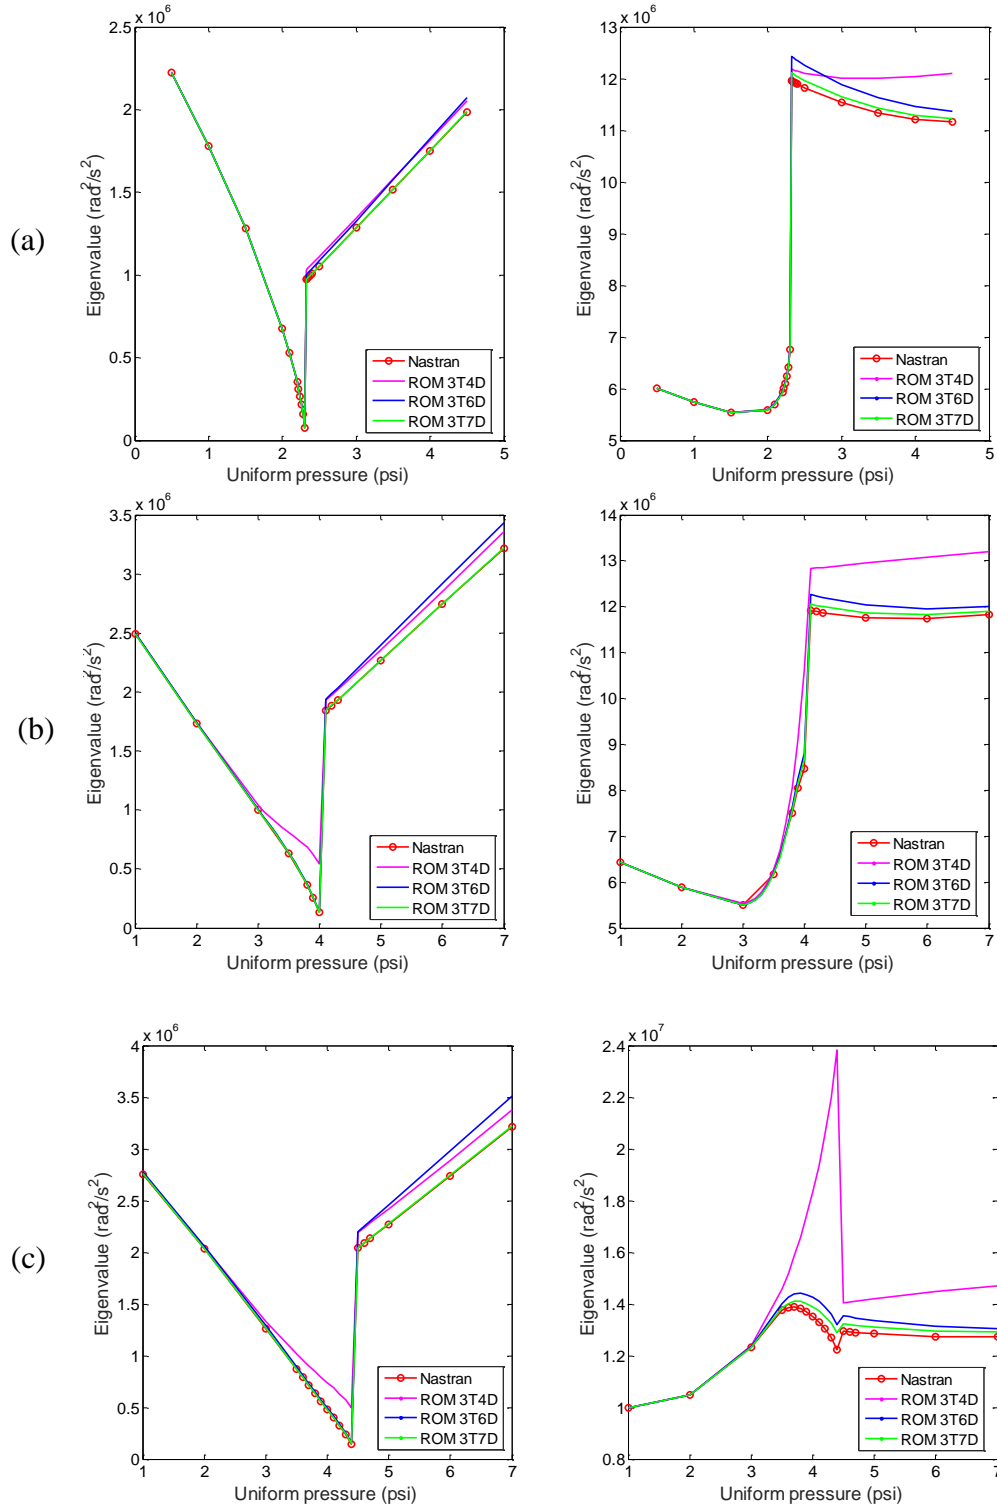 (a)
x 10^6
2.5
2
1.5
1
0.5
0
0 1 2 3 4 5
Eigenvalue (rad^2/s^2)
Uniform pressure (psi)
Nastran
ROM 3T4D
ROM 3T6D
ROM 3T7D
x 10^6
13
12
11
10
9
8
7
6
5
0 1 2 3 4 5
Eigenvalue (rad^2/s^2)
Uniform pressure (psi)
Nastran
ROM 3T4D
ROM 3T6D
ROM 3T7D
(b)
x 10^6
3.5
3
2.5
2
1.5
1
0.5
0
1 2 3 4 5 6 7
Eigenvalue (rad^2/s^2)
Uniform pressure (psi)
Nastran
ROM 3T4D
ROM 3T6D
ROM 3T7D
x 10^6
14
13
12
11
10
9
8
7
6
5
1 2 3 4 5 6 7
Eigenvalue (rad^2/s^2)
Uniform pressure (psi)
Nastran
ROM 3T4D
ROM 3T6D
ROM 3T7D
(c)
x 10^6
4
3.5
3
2.5
2
1.5
1
0.5
0
1 2 3 4 5 6 7
Eigenvalue (rad^2/s^2)
Uniform pressure (psi)
Nastran
ROM 3T4D
ROM 3T6D
ROM 3T7D
x 10^7
2.4
2.2
2
1.8
1.6
1.4
1.2
1
0.8
1 2 3 4 5 6 7
Eigenvalue (rad^2/s^2)
Uniform pressure (psi)
Nastran
ROM 3T4D
ROM 3T6D
ROM 3T7D